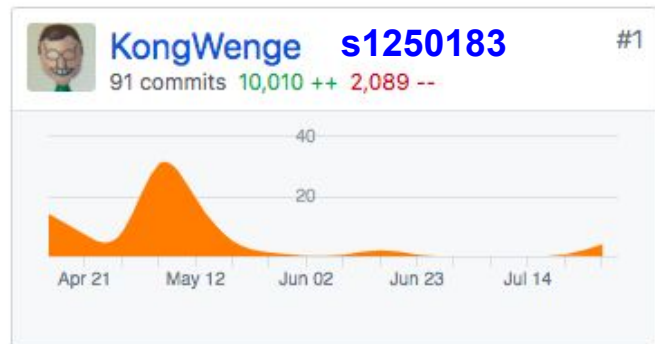 KongWenge s1250183 #1
91 commits 10,010 ++ 2,089 --
40
20
Apr 21 May 12 Jun 02 Jun 23 Jul 14